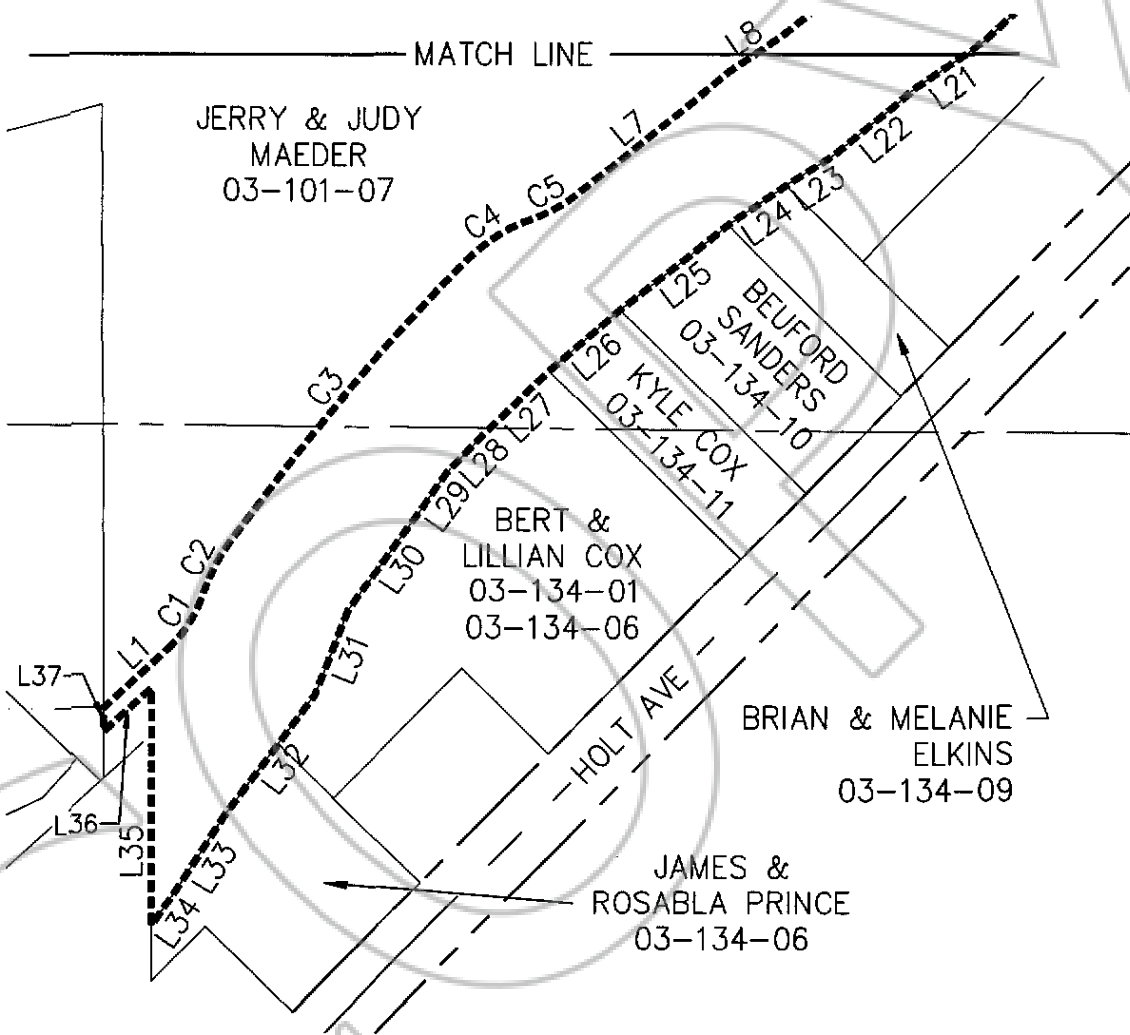 L8
MATCH LINE
L21
JERRY & JUDY
MAEDER
03-101-07
L7
L22
C5
C4
L23
L24
L25
BEUFORD
SANDERS
03-134-10
L26
KYLE COX
03-134-11
C3
L27
L28
L29
BERT &
LILLIAN COX
03-134-01
03-134-06
L30
C2
C1
L1
L31
L37
HOLT AVE
BRIAN & MELANIE
ELKINS
03-134-09
L32
L36
L35
L33
L34
JAMES &
ROSABLA PRINCE
03-134-06